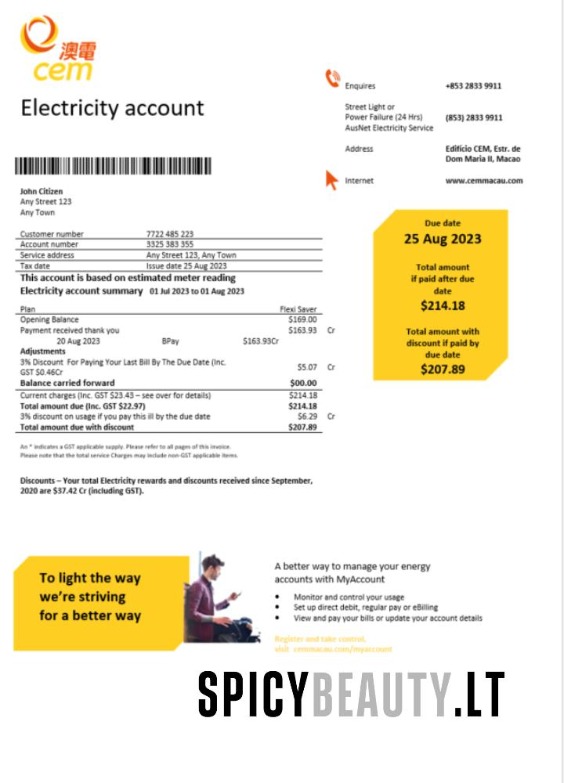 澳電
cem
Electricity account
Enquires +853 2833 9911
Street Light or
Power Failure (24 Hrs) (853) 2833 9911
AusNet Electricity Service
Address Edificio CEM, Estr. de
Dom Maria II, Macao
Internet www.cemmacau.com
John Citizen
Any Street 123
Any Town
Customer number 7722 485 223
Account number 3325 383 355
Service address Any Street 123, Any Town
Tax date Issue date 25 Aug 2023
This account is based on estimated meter reading
Electricity account summary 01 Jul 2023 to 01 Aug 2023
Plan Flexi Saver
Opening Balance $169.00
Payment received thank you $163.93 Cr
20 Aug 2023 BPay $163.93Cr
Adjustments
3% Discount For Paying Your Last Bill By The Due Date (Inc.
GST $0.46Cr $5.07 Cr
Balance carried forward $00.00
Current charges (Inc. GST $23.43 – see over for details) $214.18
Total amount due (Inc. GST $22.97) $214.18
3% discount on usage if you pay this ill by the due date $6.29 Cr
Total amount due with discount $207.89
Due date
25 Aug 2023
Total amount
if paid after due
date
$214.18
Total amount with
discount if paid by
due date
$207.89
An * indicates a GST applicable supply. Please refer to all pages of this invoice.
Please note that the total service Charges may include non-GST applicable items.
Discounts – Your total Electricity rewards and discounts received since September,
2020 are $37.42 Cr (including GST).
To light the way
we're striving
for a better way
A better way to manage your energy
accounts with MyAccount
• Monitor and control your usage
• Set up direct debit, regular pay or eBilling
• View and pay your bills or update your account details
Register and take control.
visit cemmacau.com/myaccount
SPICYBEAUTY.LT